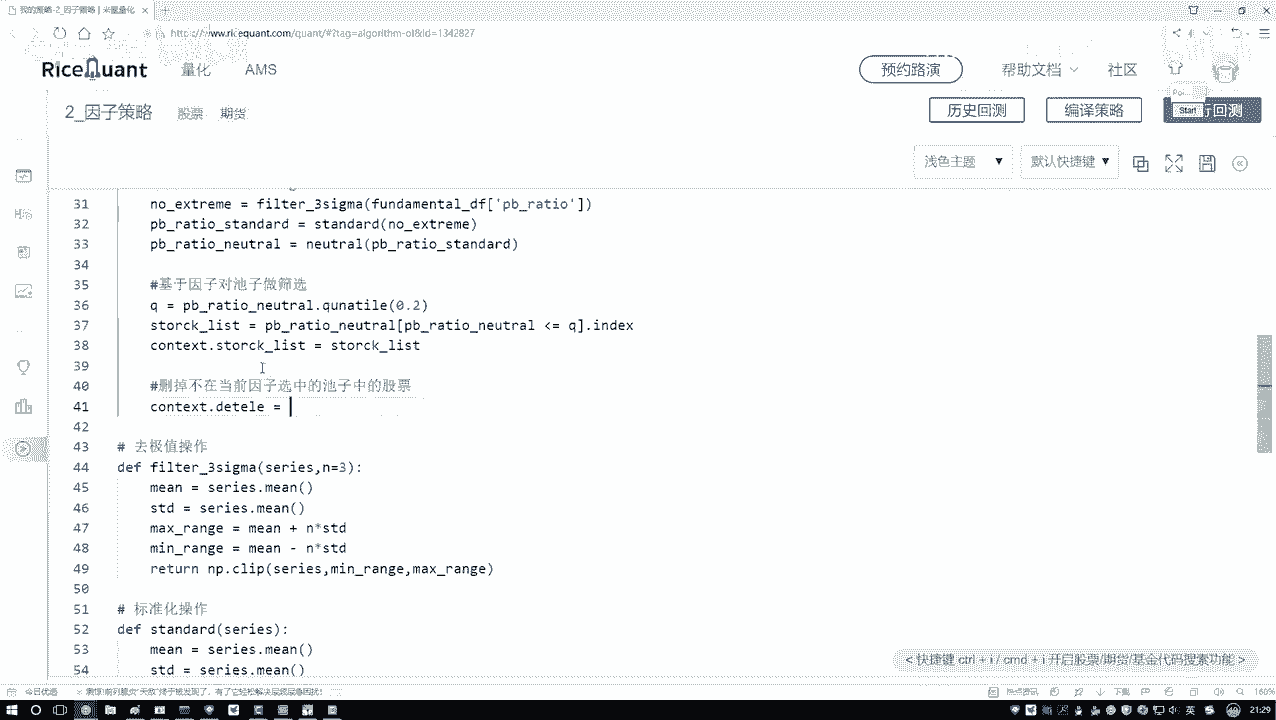 我的策略-2_因子策略 | 米筐量化
ricequant.com/quant/#?tag=algorithm-ol&id=1342827
RiceQuant 量化 AMS 预约路演 帮助文档 社区
2_因子策略 股票 期货 历史回测 编译策略 行回测
Start
浅色主题 ▼ 默认快捷键 ▼
31 no_extreme = filter_3sigma(fundamental_df['pb_ratio'])
32 pb_ratio_standard = standard(no_extreme)
33 pb_ratio_neutral = neutral(pb_ratio_standard)
34
35 #基于因子对池子做筛选
36 q = pb_ratio_neutral.qunatile(0.2)
37 storck_list = pb_ratio_neutral[pb_ratio_neutral <= q].index
38 context.storck_list = storck_list
39
40 #删掉不在当前因子选中的池子中的股票
41 context.detele =
42
43 # 去极值操作
44 def filter_3sigma(series,n=3):
45 mean = series.mean()
46 std = series.mean()
47 max_range = mean + n*std
48 min_range = mean - n*std
49 return np.clip(series,min_range,max_range)
50
51 # 标准化操作
52 def standard(series):
53 mean = series.mean()
54 std = series.mean()
< 快捷键 ctrl + i / cmd + i 开启股票/期货/基金代码搜索功能 >
今日优选 下载 160%
英 21:29